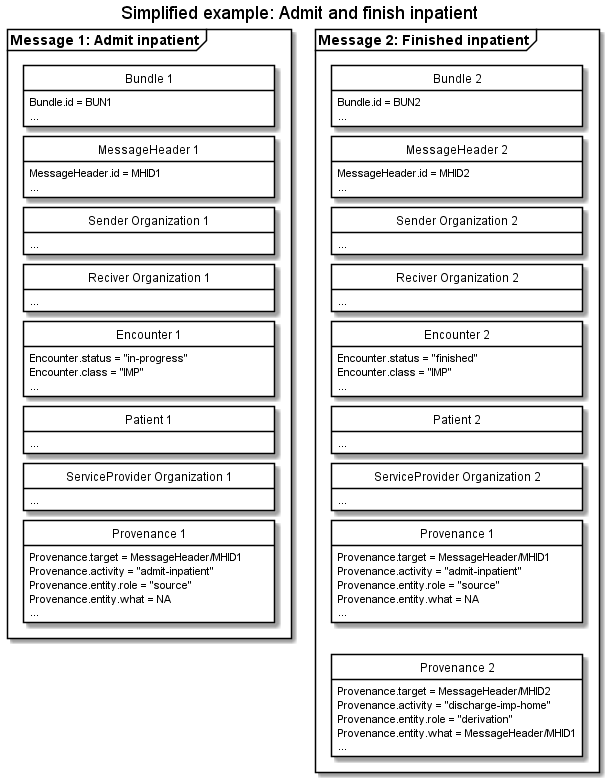 Simplified example: Admit and finish inpatient
Message 1: Admit inpatient
Bundle 1
Bundle.id = BUN1
...
MessageHeader 1
MessageHeader.id = MHID1
...
Sender Organization 1
...
Reciver Organization 1
...
Encounter 1
Encounter.status = "in-progress"
Encounter.class = "IMP"
...
Patient 1
...
ServiceProvider Organization 1
...
Provenance 1
Provenance.target = MessageHeader/MHID1
Provenance.activity = "admit-inpatient"
Provenance.entity.role = "source"
Provenance.entity.what = NA
...
Message 2: Finished inpatient
Bundle 2
Bundle.id = BUN2
...
MessageHeader 2
MessageHeader.id = MHID2
...
Sender Organization 2
...
Reciver Organization 2
...
Encounter 2
Encounter.status = "finished"
Encounter.class = "IMP"
...
Patient 2
...
ServiceProvider Organization 2
...
Provenance 1
Provenance.target = MessageHeader/MHID1
Provenance.activity = "admit-inpatient"
Provenance.entity.role = "source"
Provenance.entity.what = NA
...
Provenance 2
Provenance.target = MessageHeader/MHID2
Provenance.activity = "discharge-imp-home"
Provenance.entity.role = "derivation"
Provenance.entity.what = MessageHeader/MHID1
...